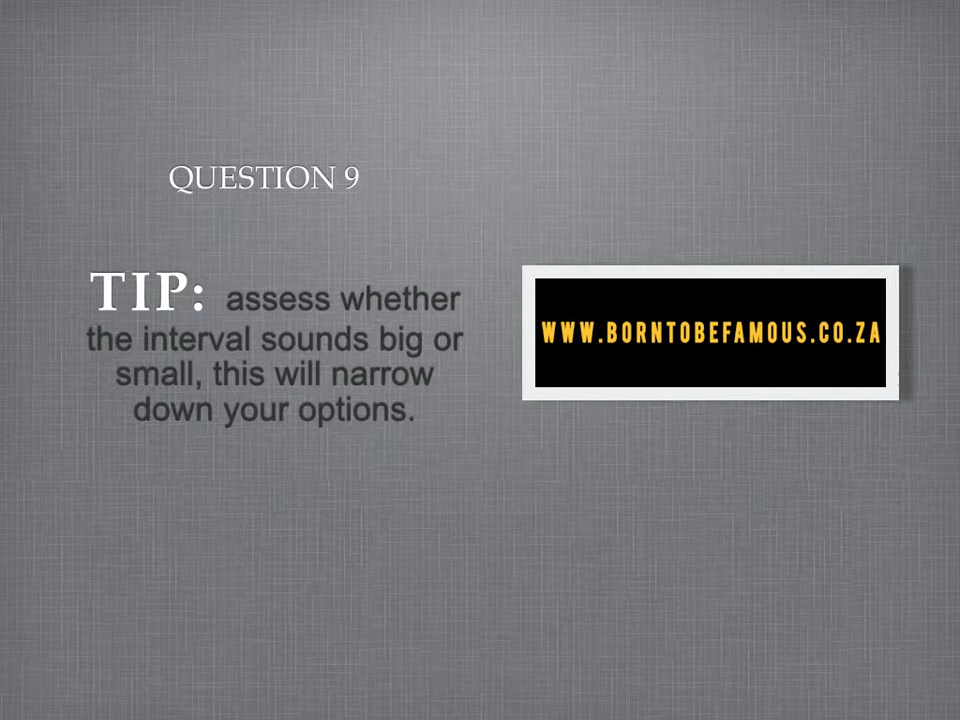 QUESTION 9
TIP: assess whether
the interval sounds big or
small, this will narrow
down your options.
WWW.BORNTOBEFAMOUS.CO.ZA